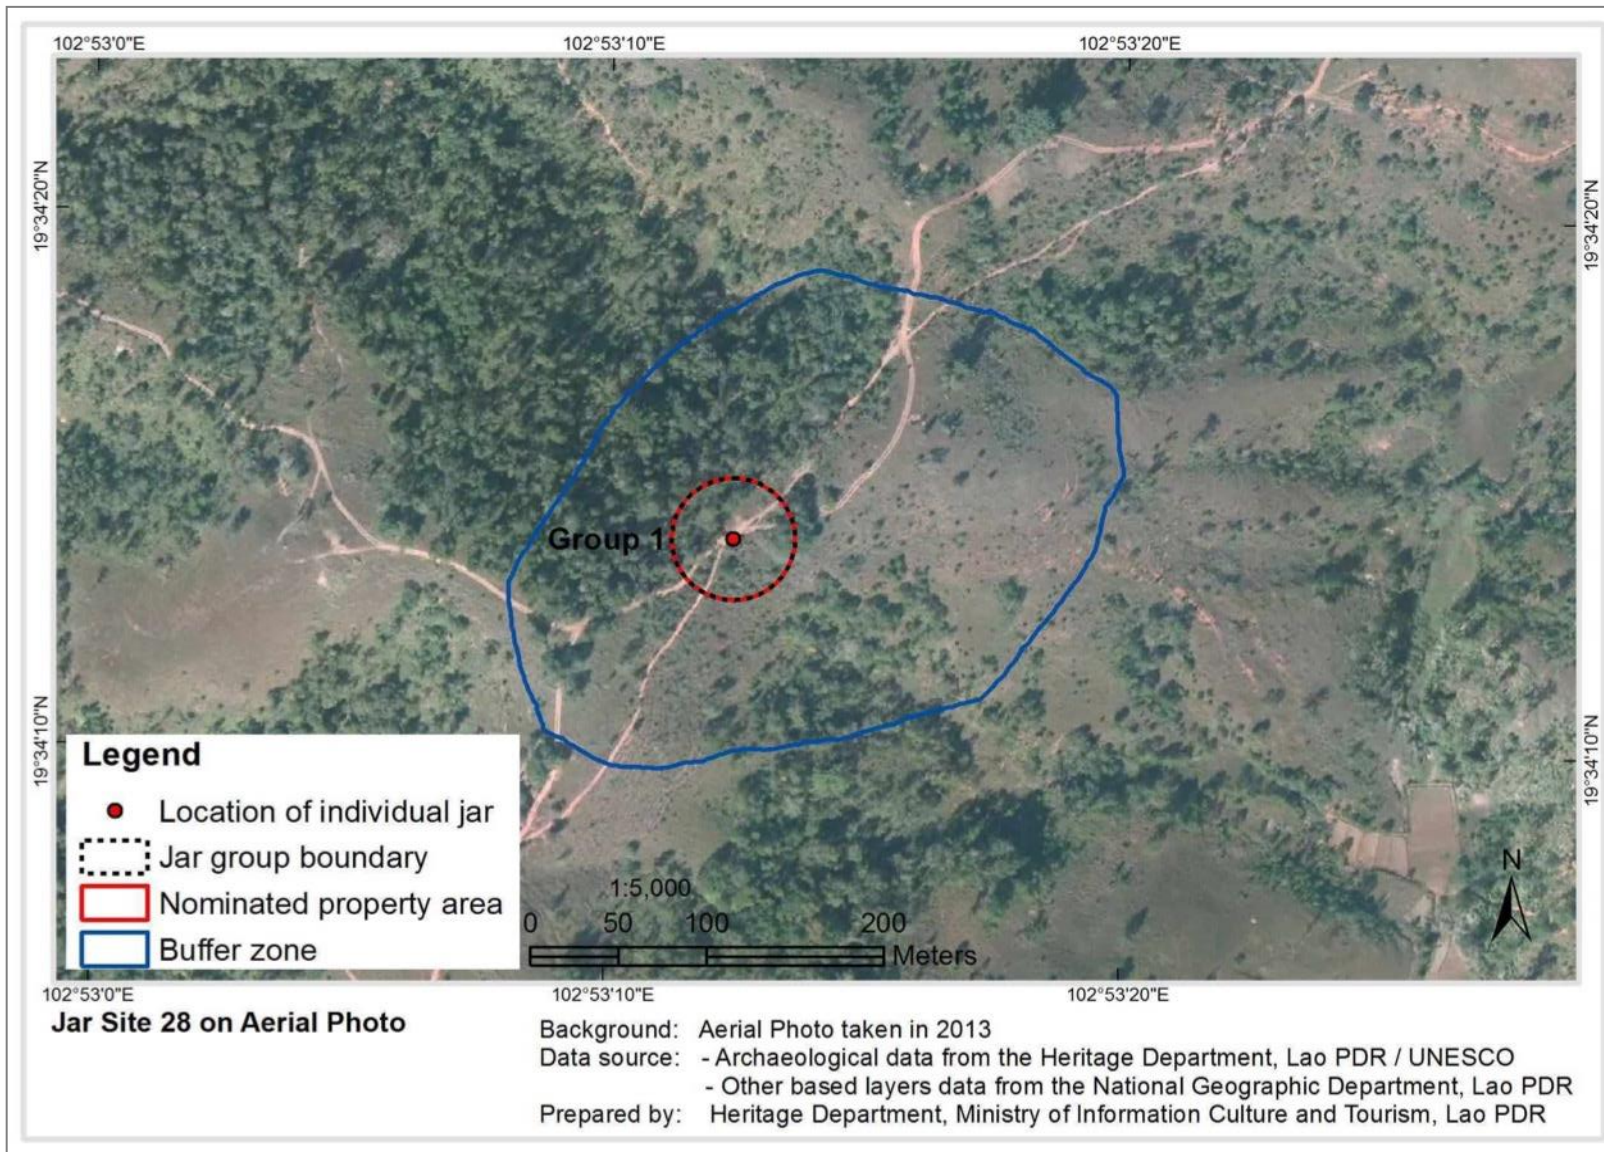 102°53'0"E 102°53'10"E 102°53'20"E
19°34'20"N 19°34'20"N
Group 1
19°34'10"N 19°34'10"N
Legend
Location of individual jar
Jar group boundary
Nominated property area
Buffer zone
1:5,000
0 50 100 200
Meters
N
102°53'0"E 102°53'10"E 102°53'20"E
Jar Site 28 on Aerial Photo
Background: Aerial Photo taken in 2013
Data source: - Archaeological data from the Heritage Department, Lao PDR / UNESCO
- Other based layers data from the National Geographic Department, Lao PDR
Prepared by: Heritage Department, Ministry of Information Culture and Tourism, Lao PDR